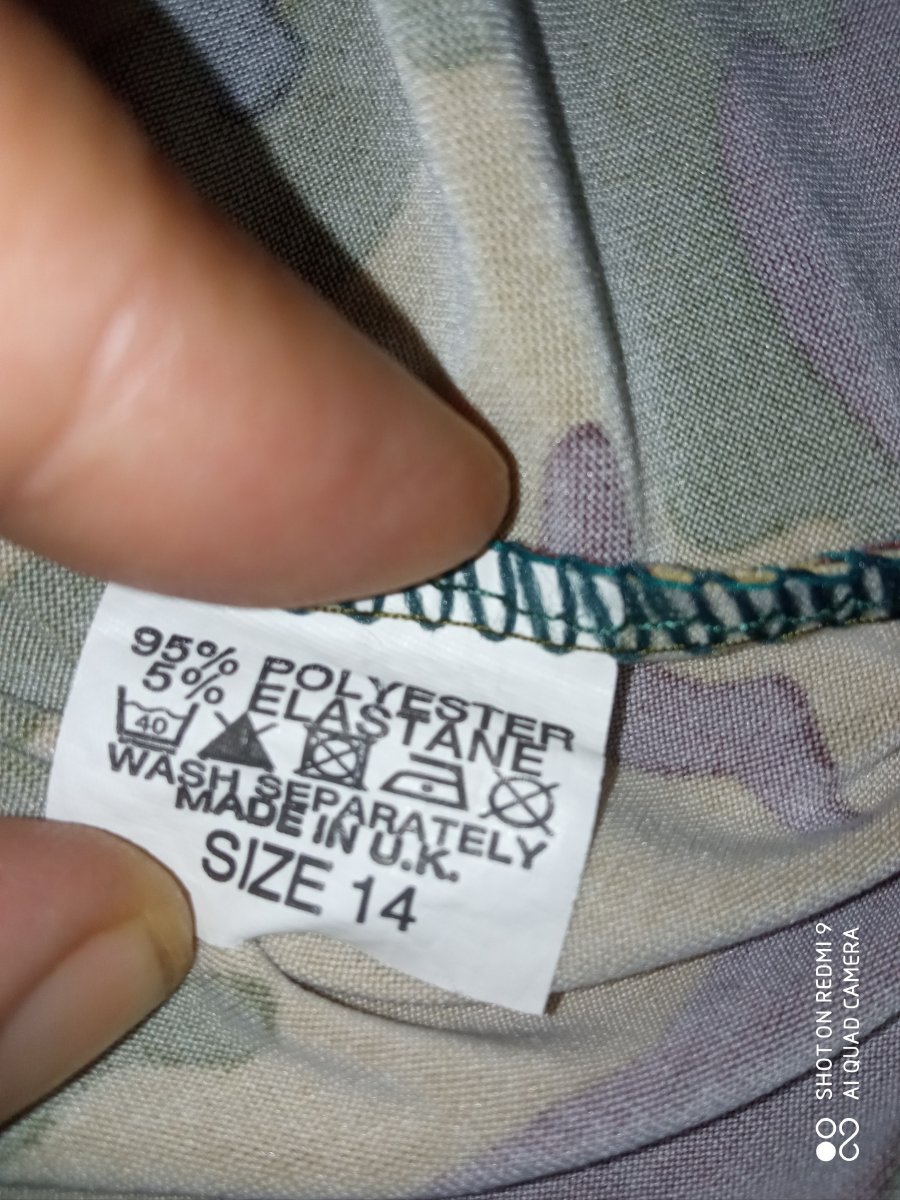 95% POLYESTER
5% ELASTANE
40
WASH SEPARATELY
MADE IN U.K.
SIZE 14
SHOT ON REDMI 9
AI QUAD CAMERA